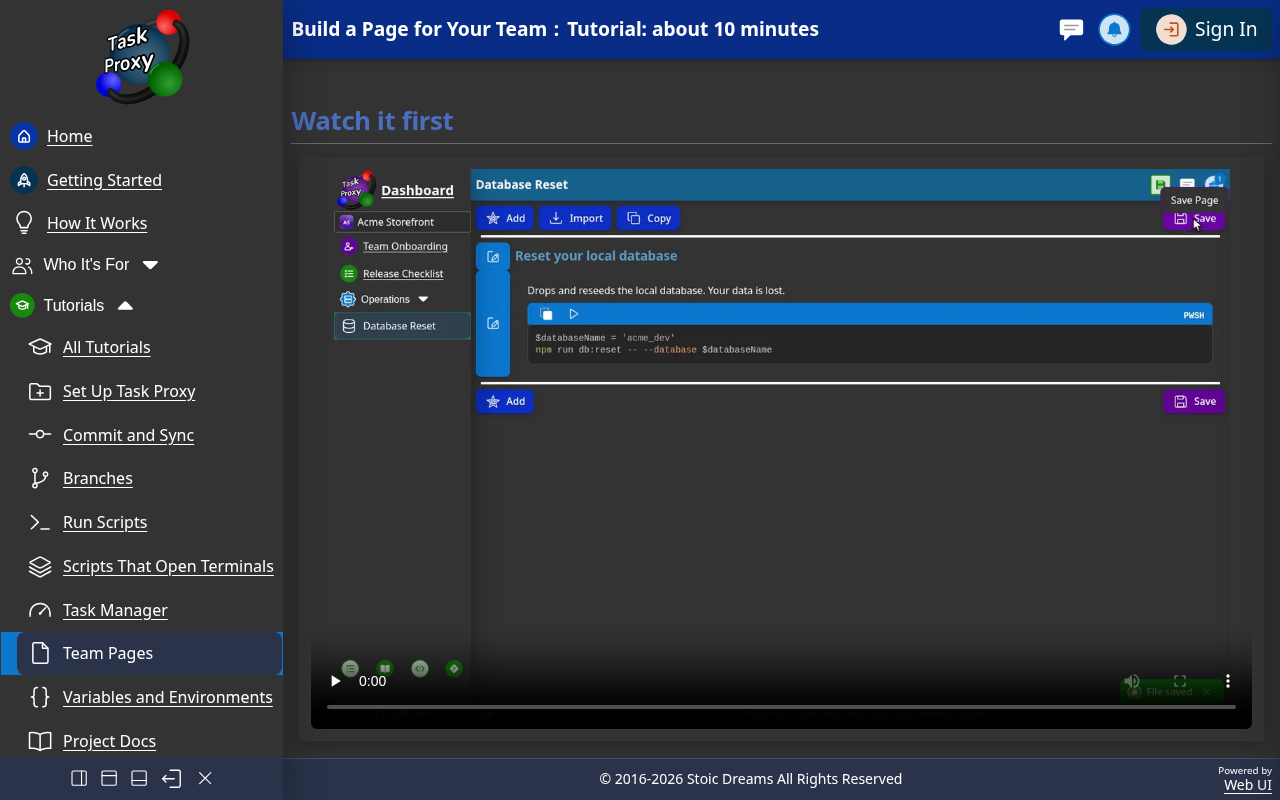 Task
Proxy
Build a Page for Your Team : Tutorial: about 10 minutes
Sign In
Home
Getting Started
How It Works
Who It's For
Tutorials
All Tutorials
Set Up Task Proxy
Commit and Sync
Branches
Run Scripts
Scripts That Open Terminals
Task Manager
Team Pages
Variables and Environments
Project Docs
Watch it first
Task
Proxy
Dashboard
Acme Storefront
Team Onboarding
Release Checklist
Operations
Database Reset
Database Reset
Save Page
Add
Import
Copy
Save
Reset your local database
Drops and reseeds the local database. Your data is lost.
PWSH
$databaseName = 'acme_dev'
npm run db:reset -- --database $databaseName
Add
Save
File saved
0:00
© 2016-2026 Stoic Dreams All Rights Reserved
Powered by
Web UI